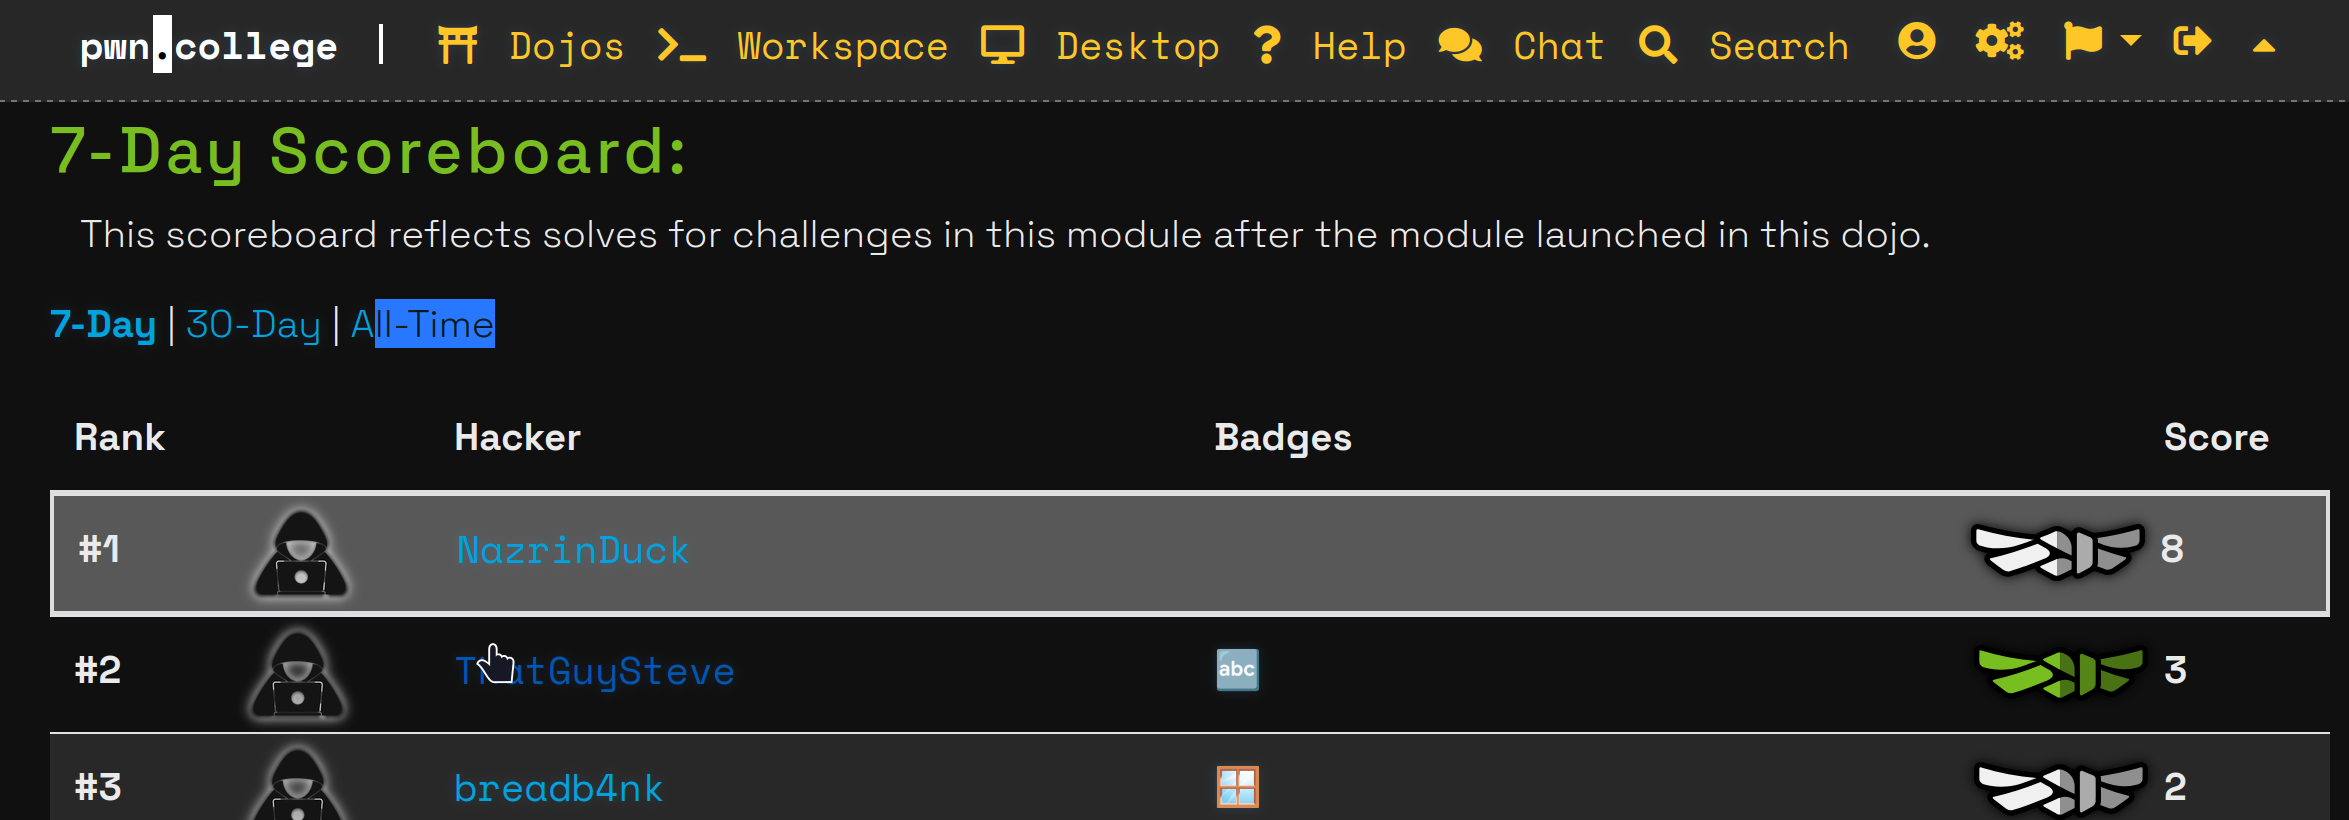 pwn.college | Dojos Workspace Desktop Help Chat Search
7-Day Scoreboard:
This scoreboard reflects solves for challenges in this module after the module launched in this dojo.
7-Day | 30-Day | All-Time
Rank Hacker Badges Score
#1 NazrinDuck 8
#2 ThatGuySteve abc 3
#3 breadb4nk 2